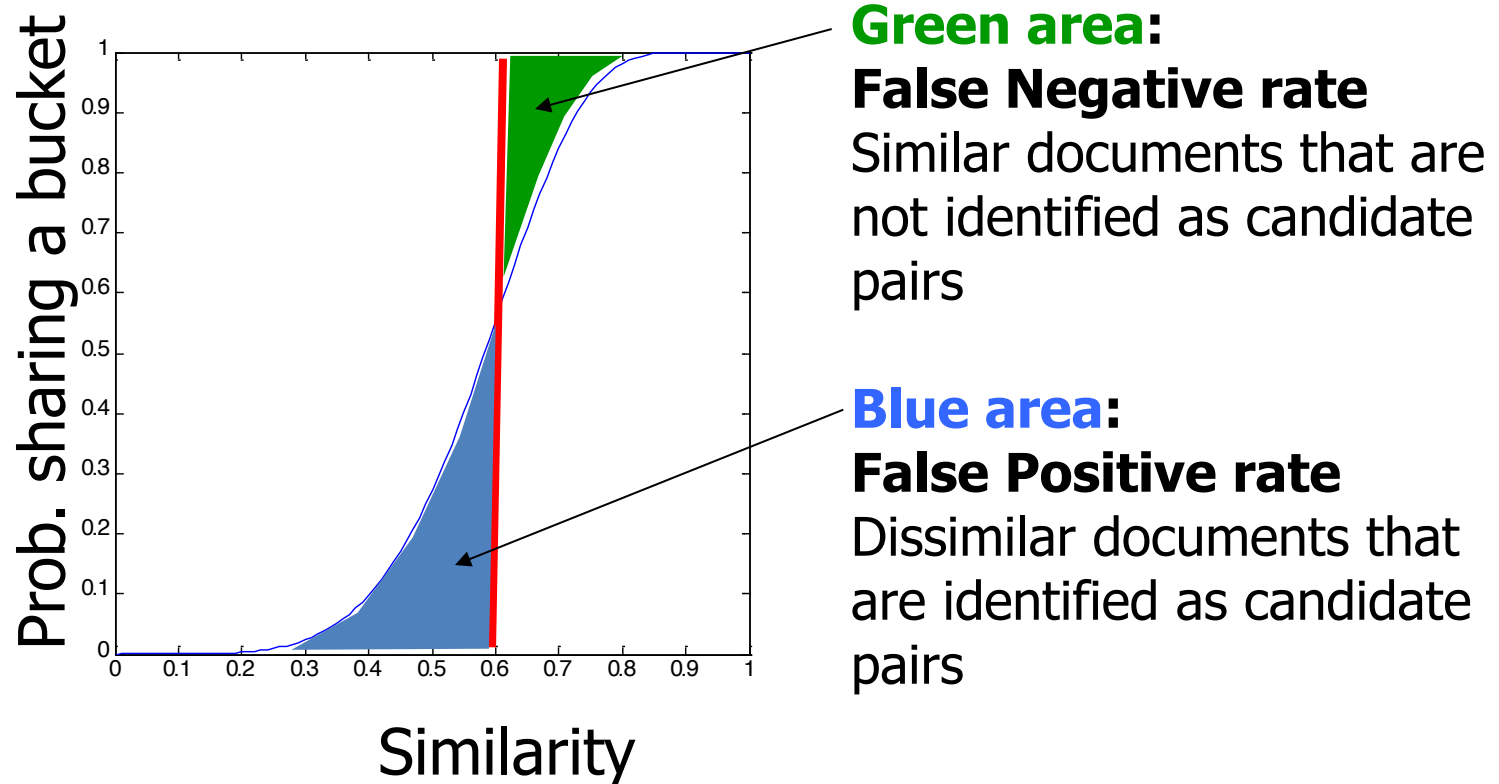 Prob. sharing a bucket
1
0.9
0.8
0.7
0.6
0.5
0.4
0.3
0.2
0.1
0
0 0.1 0.2 0.3 0.4 0.5 0.6 0.7 0.8 0.9 1
Similarity
Green area:
False Negative rate
Similar documents that are
not identified as candidate
pairs
Blue area:
False Positive rate
Dissimilar documents that
are identified as candidate
pairs